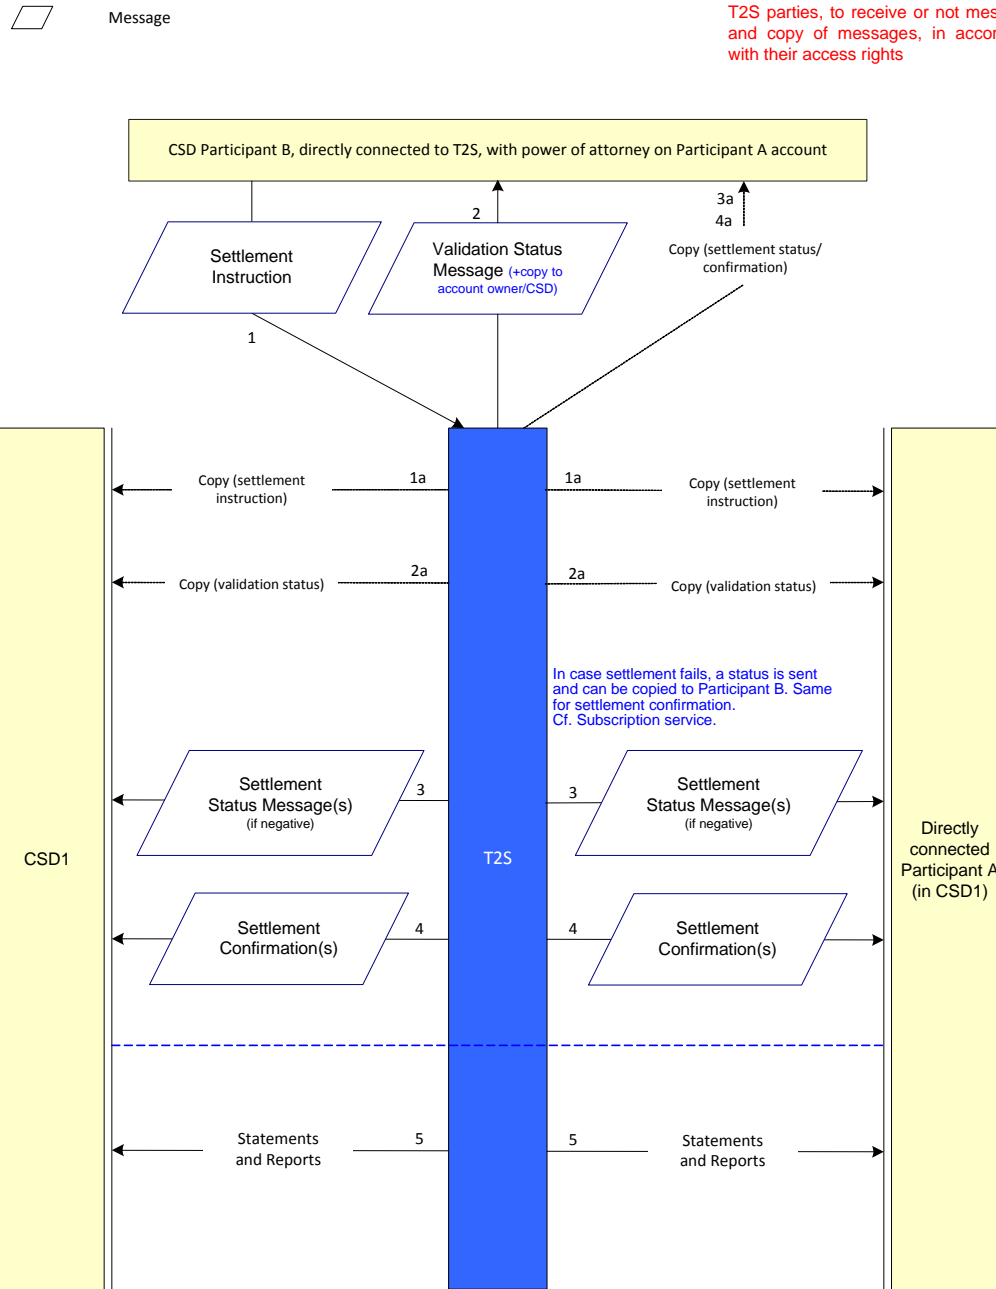 Message
T2S parties, to receive or not
and copy of messages, in
with their access rights
CSD Participant B, directly connected to T2S, with power of attorney on Participant A account
3a
4a
2
Settlement
Instruction
Validation Status
Message (+copy to
account owner/CSD)
Copy (settlement status/
confirmation)
1
1a
1a
Copy (settlement
instruction)
Copy (settlement
instruction)
2a
2a
Copy (validation status)
Copy (validation status)
In case settlement fails, a status is sent
and can be copied to Participant B. Same
for settlement confirmation.
Cf. Subscription service.
Settlement
Status Message(s)
(if negative)
3
3
Settlement
Status Message(s)
(if negative)
CSD1
T2S
Directly
connected
Participant A
(in CSD1)
Settlement
Confirmation(s)
4
4
Settlement
Confirmation(s)
Statements
and Reports
5
5
Statements
and Reports